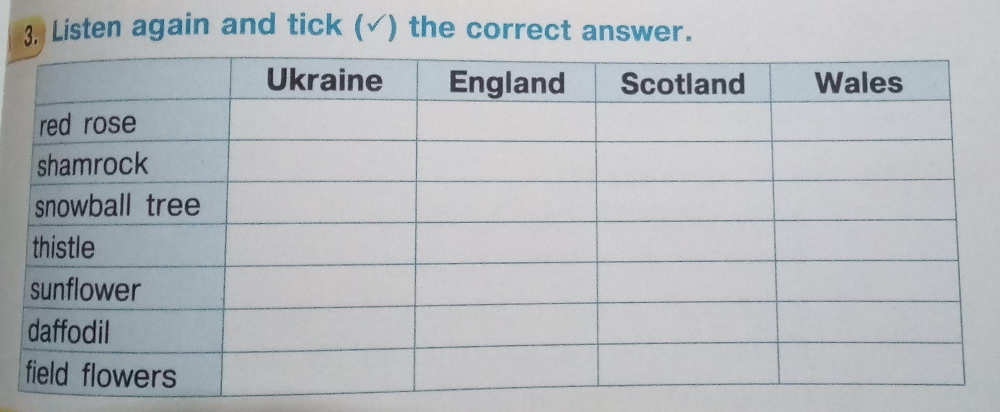 3. Listen again and tick (✓) the correct answer.
Ukraine England Scotland Wales
red rose
shamrock
snowball tree
thistle
sunflower
daffodil
field flowers